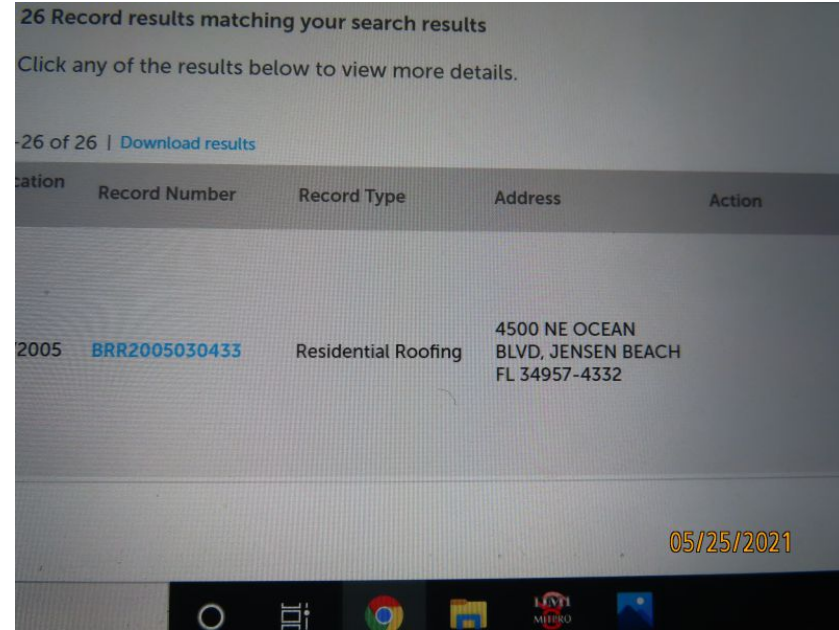 26 Record results matching your search results
Click any of the results below to view more details.
-26 of 26 | Download results
cation Record Number Record Type Address Action
2005 BRR2005030433 Residential Roofing 4500 NE OCEAN
BLVD, JENSEN BEACH
FL 34957-4332
05/25/2021